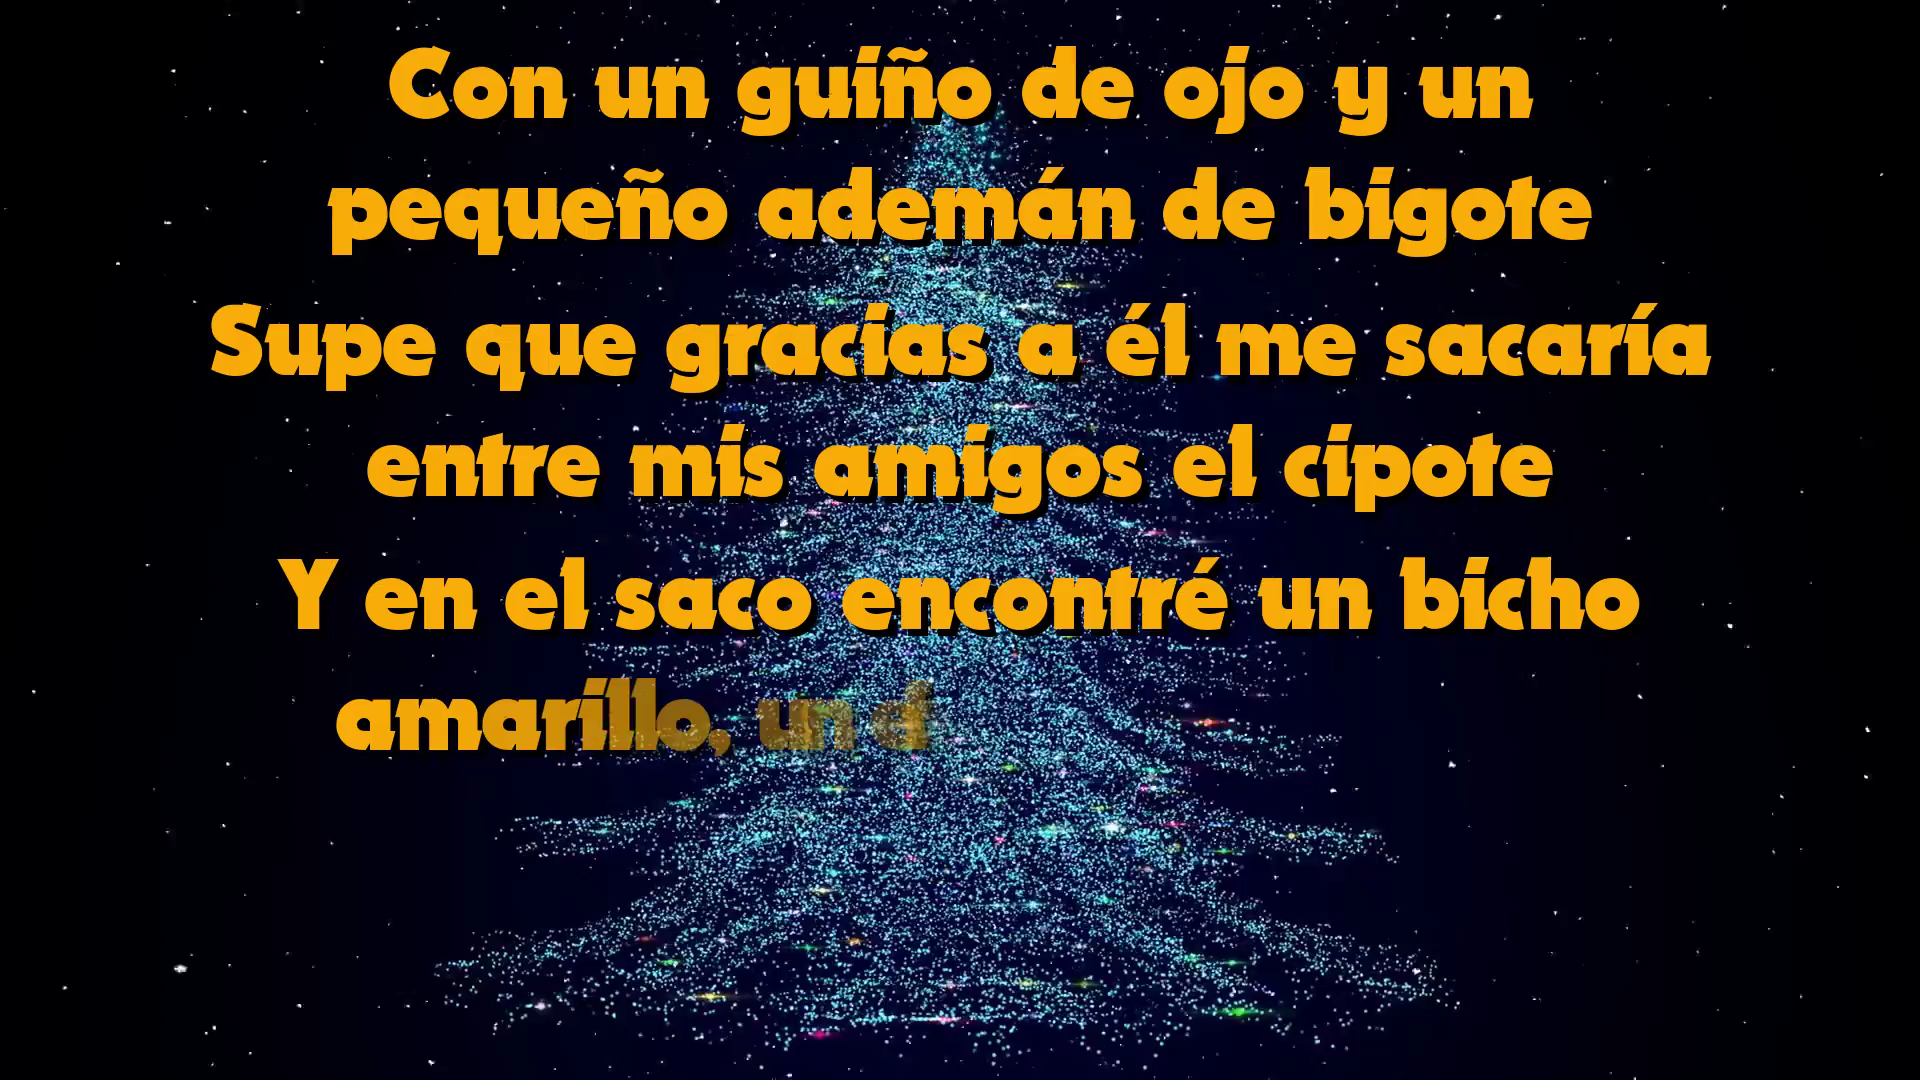 Con un guiño de ojo y un
pequeño ademán de bigote
Supe que gracias a él me sacaría
entre mis amigos el cipote
Y en el saco encontré un bicho
amarillo, un d